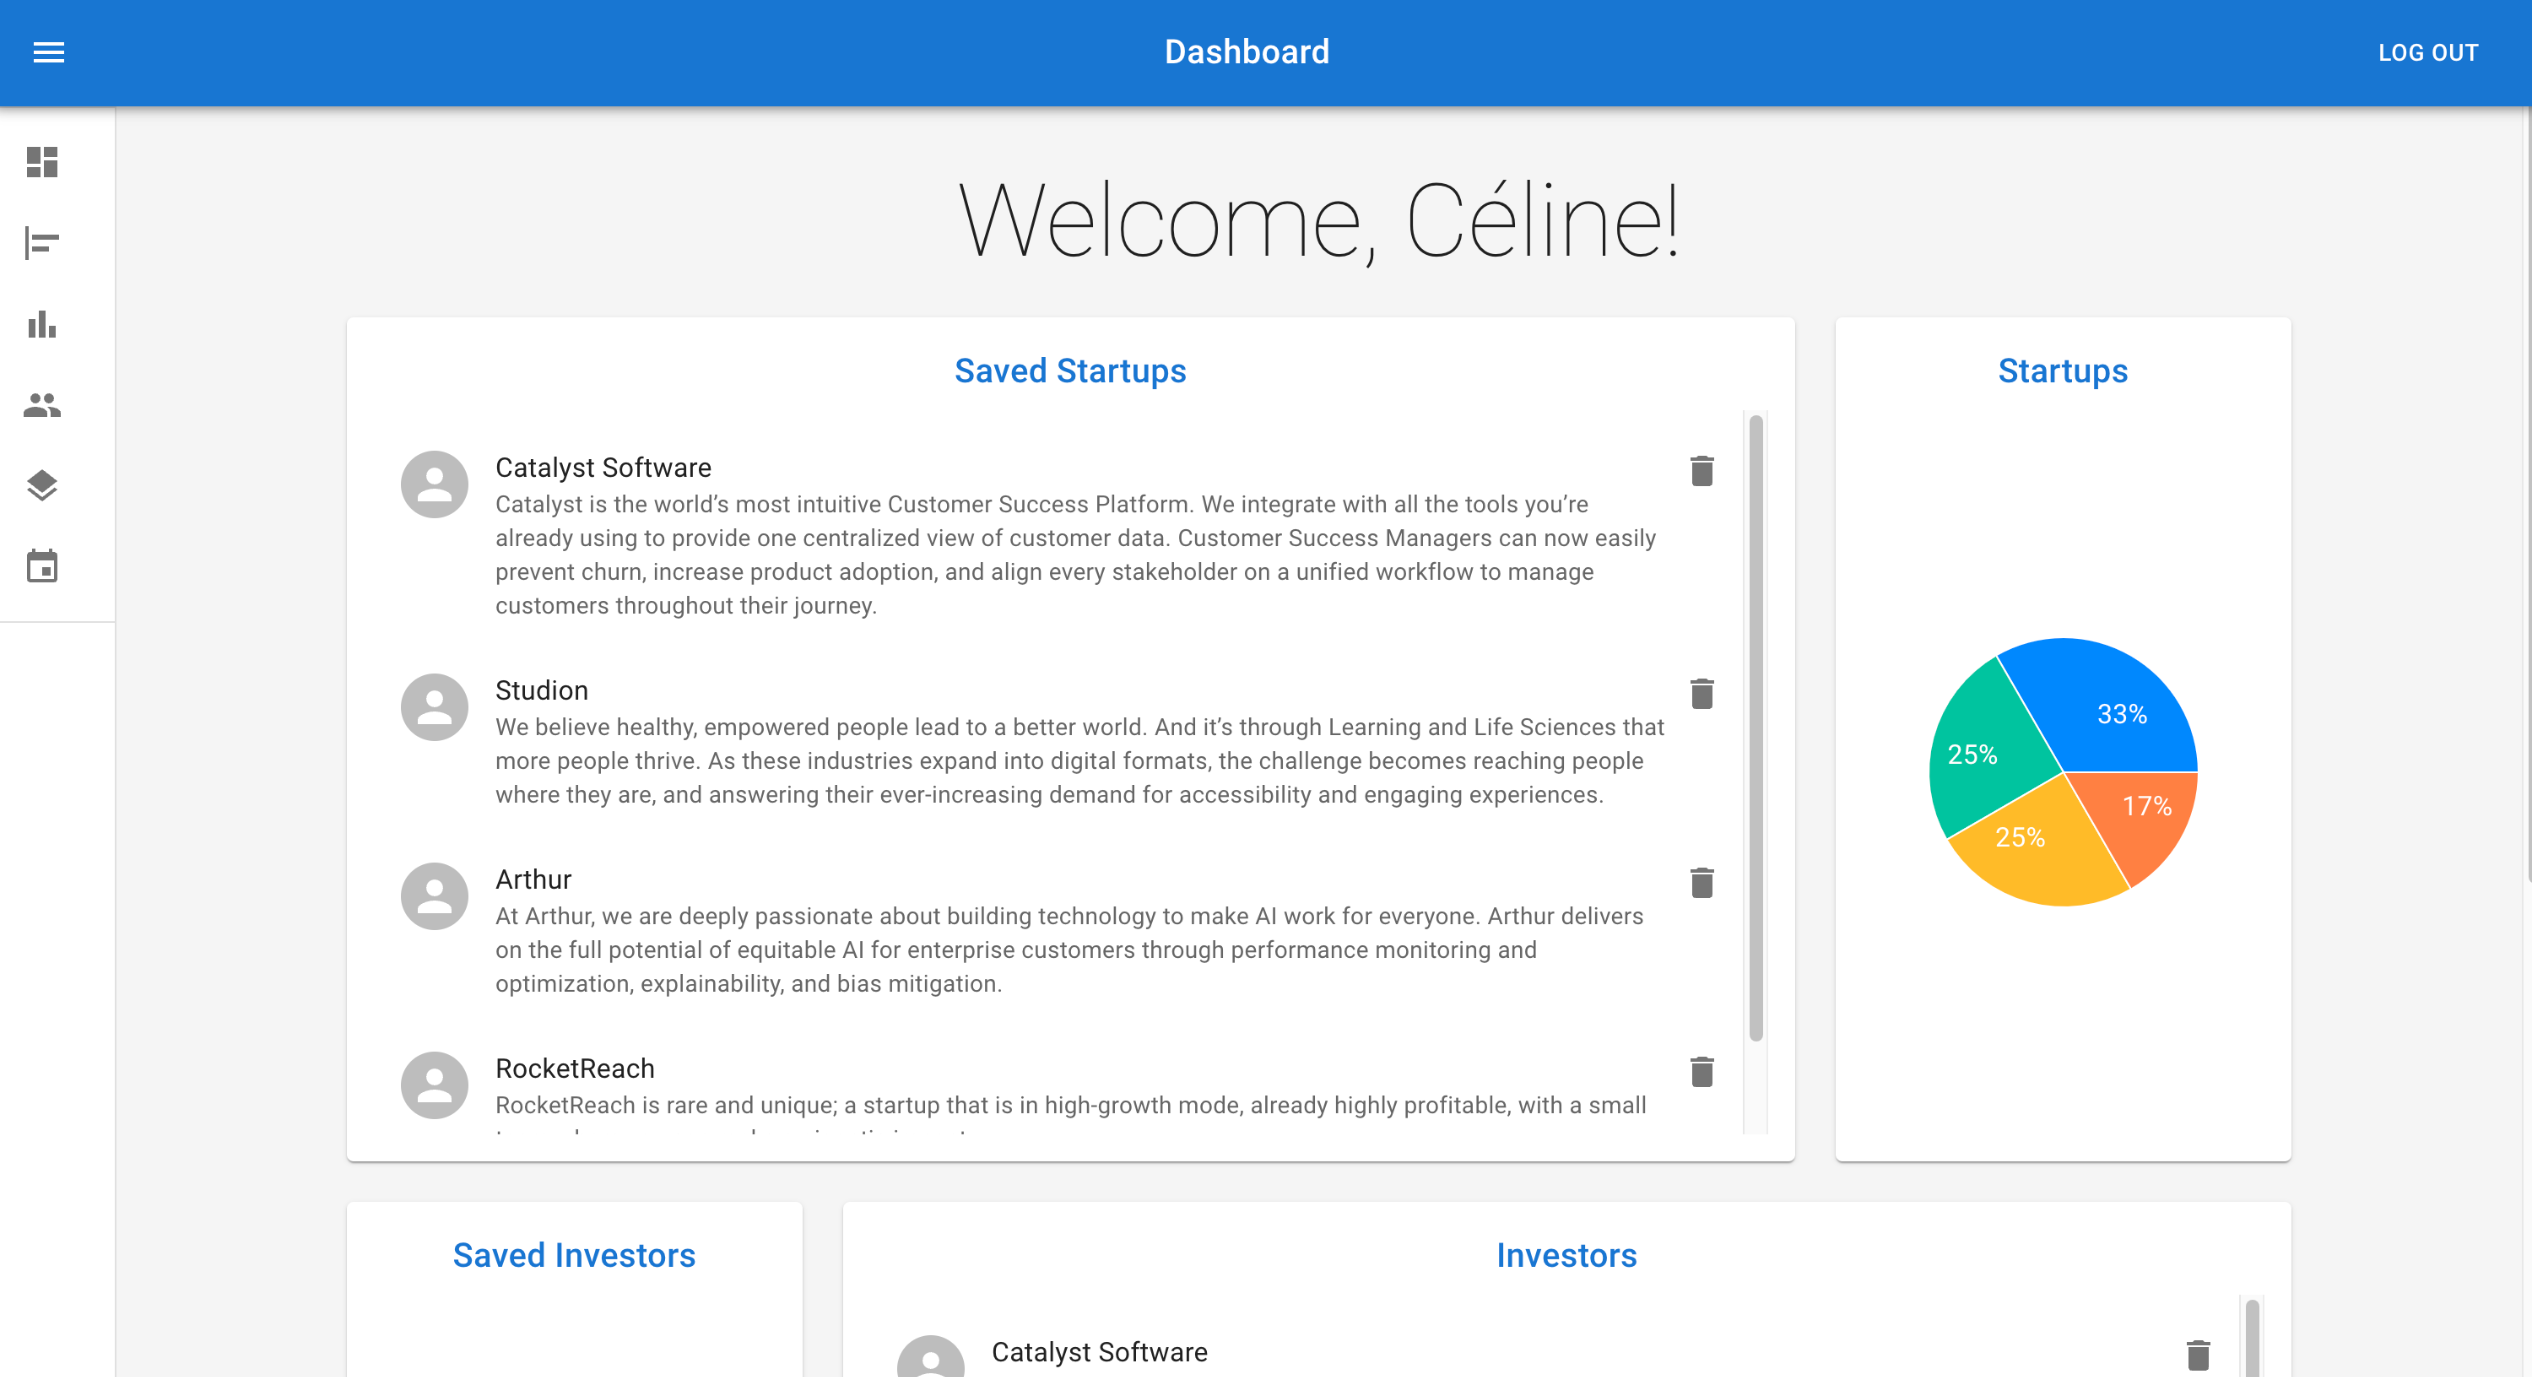 Dashboard
LOG OUT
Welcome, Céline!
Saved Startups
Catalyst Software
Catalyst is the world’s most intuitive Customer Success Platform. We integrate with all the tools you’re
already using to provide one centralized view of customer data. Customer Success Managers can now easily
prevent churn, increase product adoption, and align every stakeholder on a unified workflow to manage
customers throughout their journey.
Studion
We believe healthy, empowered people lead to a better world. And it’s through Learning and Life Sciences that
more people thrive. As these industries expand into digital formats, the challenge becomes reaching people
where they are, and answering their ever-increasing demand for accessibility and engaging experiences.
Arthur
At Arthur, we are deeply passionate about building technology to make AI work for everyone. Arthur delivers
on the full potential of equitable AI for enterprise customers through performance monitoring and
optimization, explainability, and bias mitigation.
RocketReach
RocketReach is rare and unique; a startup that is in high-growth mode, already highly profitable, with a small
Startups
33%
25%
17%
25%
Saved Investors
Investors
Catalyst Software